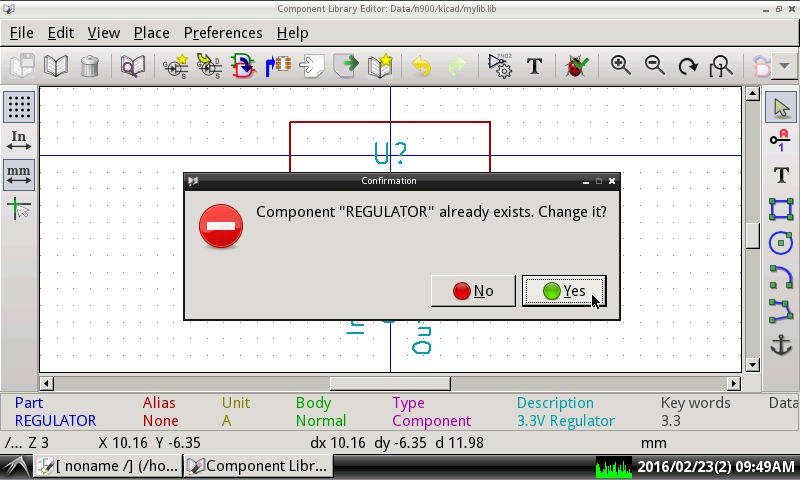 Component Library Editor: Data/n900/kicad/mylib.lib
File Edit View Place Preferences Help
In
mm
U?
Confirmation
Component "REGULATOR" already exists. Change it?
No Yes
In
Ou
T
A
1
T
Part Alias Unit Body Type Description Key words Data
REGULATOR None A Normal Component 3.3V Regulator 3.3
/... Z 3 X 10.16 Y -6.35 dx 10.16 dy -6.35 d 11.98 mm
[ noname /] (/ho... Component Libr... 2016/02/23(2) 09:49AM